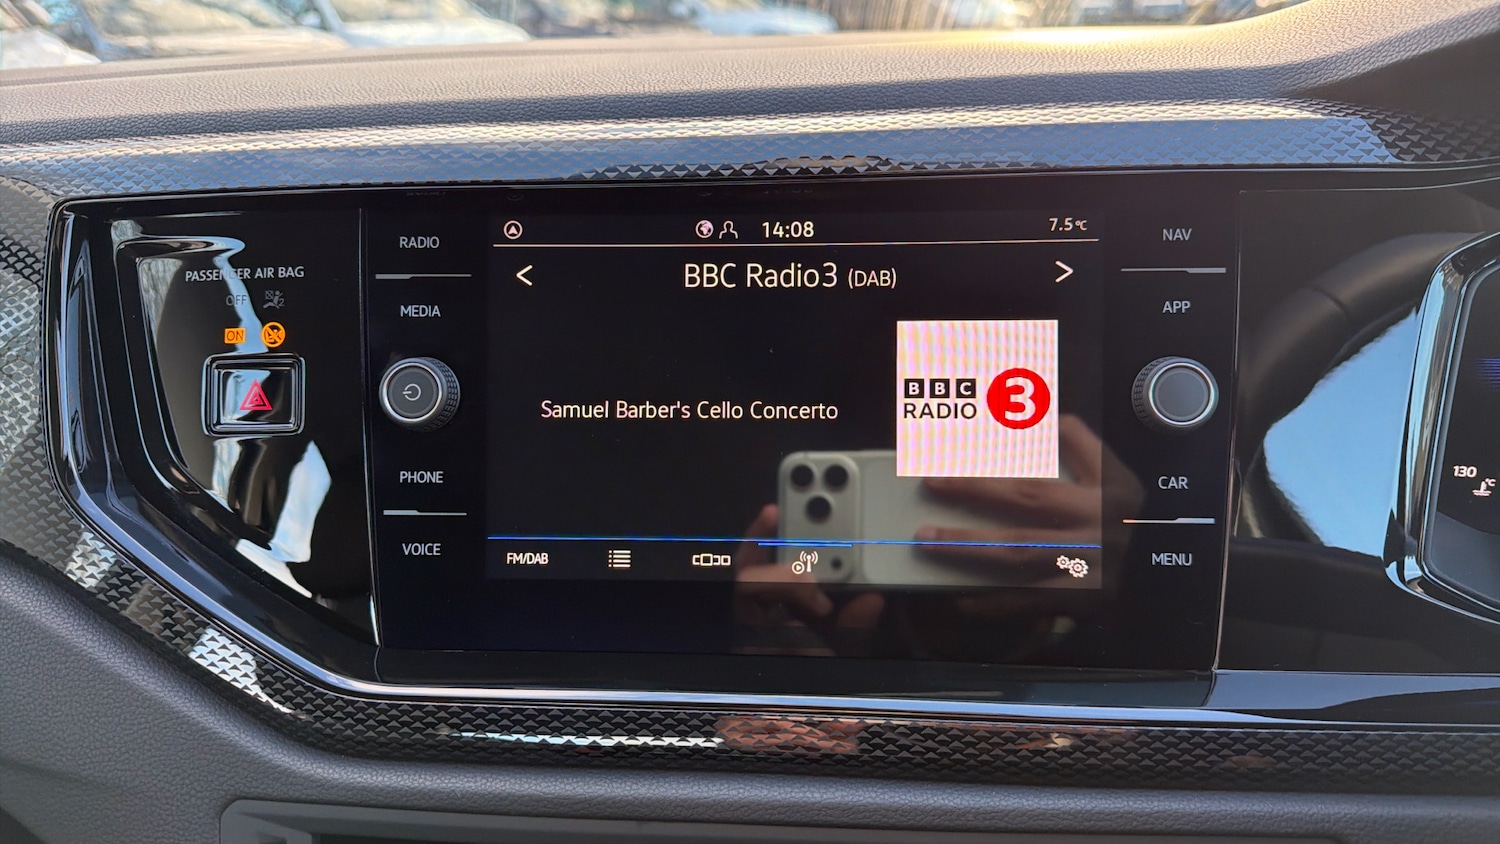 PASSENGER AIR BAG
OFF
2
ON
RADIO
MEDIA
PHONE
VOICE
14:08
7.5°C
< BBC Radio3 (DAB) >
Samuel Barber's Cello Concerto
BBC
RADIO 3
FM/DAB
NAV
APP
CAR
MENU
130
°C